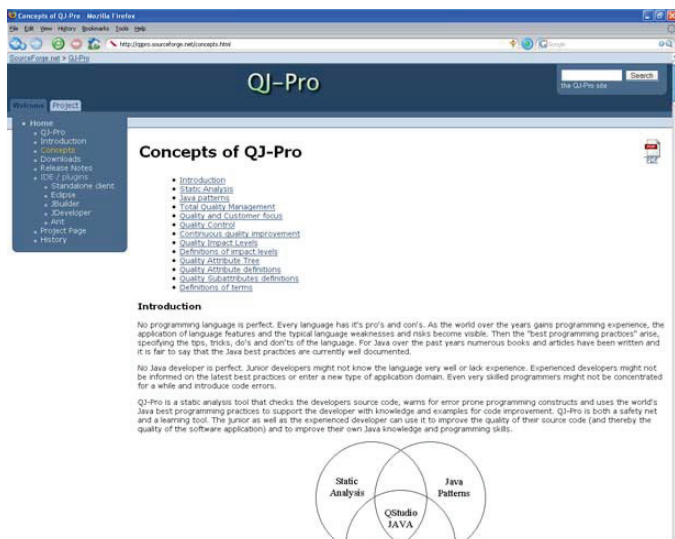 Concepts of QJ-Pro - Mozilla Firefox
File Edit View History Bookmarks Tools Help
http://qjpro.sourceforge.net/concepts.html
Google
SourceForge.net > QJ-Pro
QJ-Pro
Search
the QJ-Pro site
Welcome Project
Home
QJ-Pro
Introduction
Concepts
Downloads
Release Notes
IDE / plugins
Standalone client
Eclipse
JBuilder
JDeveloper
Ant
Project Page
History
Concepts of QJ-Pro
PDF
Introduction
Static Analysis
Java patterns
Total Quality Management
Quality and Customer focus
Quality Control
Continuous quality improvement
Quality Impact Levels
Definitions of impact levels
Quality Attribute Tree
Quality Attribute definitions
Quality Subattributes definitions
Definitions of terms
Introduction
No programming language is perfect. Every language has it's pro's and con's. As the world over the years gains programming experience, the
application of language features and the typical language weaknesses and risks become visible. Then the "best programming practices" arise,
specifying the tips, tricks, do's and don'ts of the language. For Java over the past years numerous books and articles have been written and
it is fair to say that the Java best practices are currently well documented.
No Java developer is perfect. Junior developers might not know the language very well or lack experience. Experienced developers might not
be informed on the latest best practices or enter a new type of application domain. Even very skilled programmers might not be concentrated
for a while and introduce code errors.
QJ-Pro is a static analysis tool that checks the developers source code, warns for error prone programming constructs and uses the world's
Java best programming practices to support the developer with knowledge and examples for code improvement. QJ-Pro is both a safety net
and a learning tool. The junior as well as the experienced developer can use it to improve the quality of their source code (and thereby the
quality of the software application) and to improve their own Java knowledge and programming skills.
Static
Analysis
Java
Patterns
QStudio
JAVA